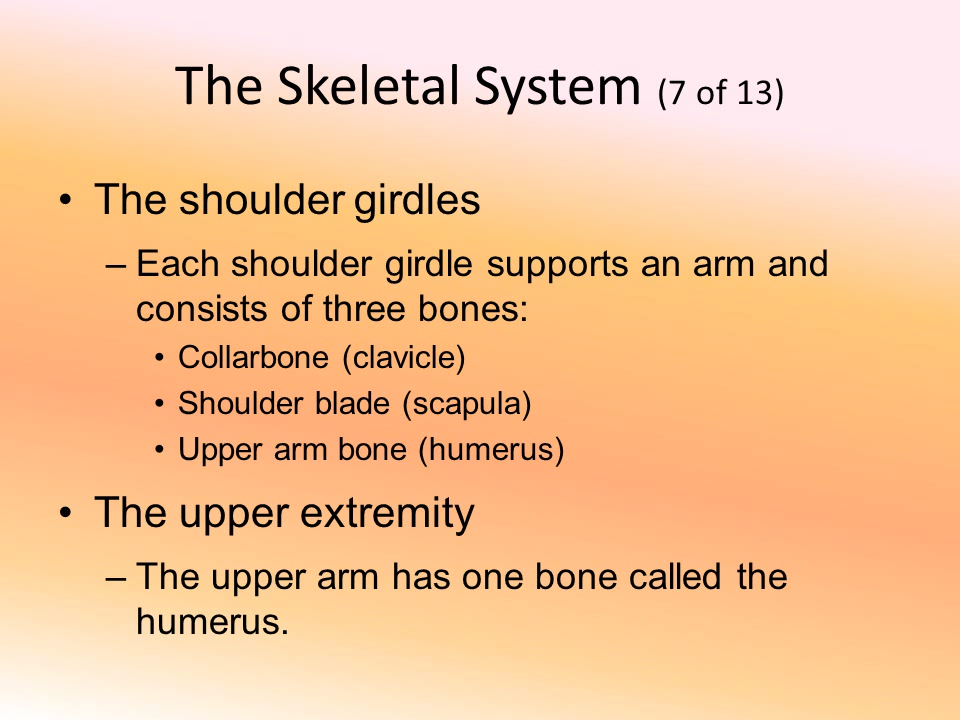 The Skeletal System (7 of 13)
• The shoulder girdles
– Each shoulder girdle supports an arm and
consists of three bones:
• Collarbone (clavicle)
• Shoulder blade (scapula)
• Upper arm bone (humerus)
• The upper extremity
– The upper arm has one bone called the
humerus.